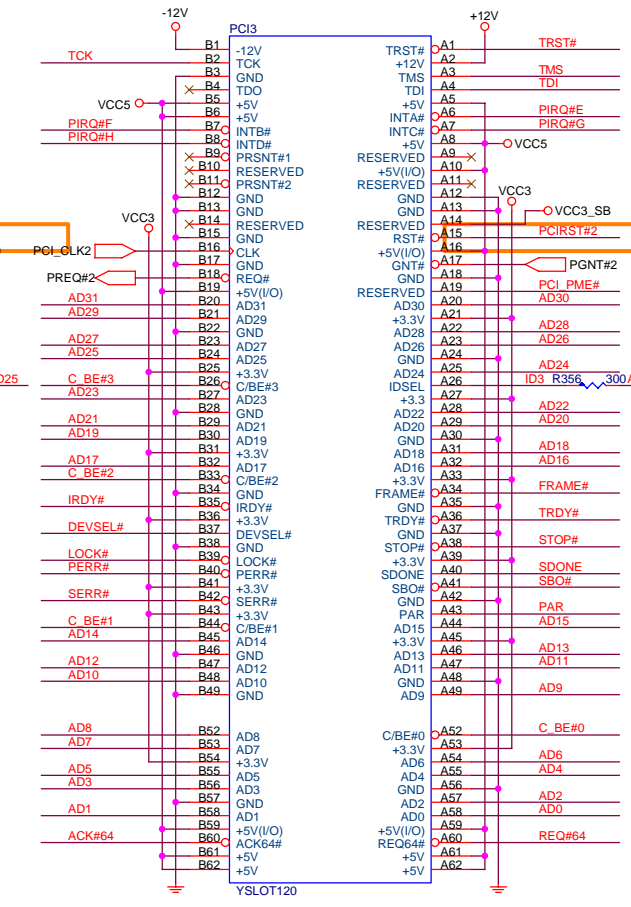 -12V +12V
PCI3
B1 -12V TRST# A1 TRST#
TCK B2 TCK +12V A2
B3 GND TMS A3 TMS
B4 TDO TDI A4 TDI
VCC5 B5 +5V +5V A5
B6 +5V INTA# A6 PIRQ#E
PIRQ#F B7 INTB# INTC# A7 PIRQ#G
PIRQ#H B8 INTD# +5V A8 VCC5
B9 PRSNT#1 RESERVED A9
B10 RESERVED +5V(I/O) A10
B11 PRSNT#2 RESERVED A11
B12 GND GND A12 VCC3
B13 GND GND A13
VCC3 B14 RESERVED RESERVED A14 VCC3_SB
B15 GND RST# A15 PCIRST#2
PCI_CLK2 B16 CLK +5V(I/O) A16
B17 GND GNT# A17 PGNT#2
PREQ#2 B18 REQ# GND A18
B19 +5V(I/O) RESERVED A19 PCI_PME#
AD31 B20 AD31 AD30 A20 AD30
AD29 B21 AD29 +3.3V A21
B22 GND AD28 A22 AD28
AD27 B23 AD27 AD26 A23 AD26
AD25 B24 AD25 GND A24
B25 +3.3V AD24 A25 AD24
D25 C_BE#3 B26 C/BE#3 IDSEL A26 ID3 R356 300
AD23 B27 AD23 +3.3 A27
B28 GND AD22 A28 AD22
AD21 B29 AD21 AD20 A29 AD20
AD19 B30 AD19 GND A30
B31 +3.3V AD18 A31 AD18
AD17 B32 AD17 AD16 A32 AD16
C_BE#2 B33 C/BE#2 +3.3V A33
B34 GND FRAME# A34 FRAME#
IRDY# B35 IRDY# GND A35
B36 +3.3V TRDY# A36 TRDY#
DEVSEL# B37 DEVSEL# GND A37
B38 GND STOP# A38 STOP#
LOCK# B39 LOCK# +3.3V A39
PERR# B40 PERR# SDONE A40 SDONE
B41 +3.3V SBO# A41 SBO#
SERR# B42 SERR# GND A42
B43 +3.3V PAR A43 PAR
C_BE#1 B44 C/BE#1 AD15 A44 AD15
AD14 B45 AD14 +3.3V A45
B46 GND AD13 A46 AD13
AD12 B47 AD12 AD11 A47 AD11
AD10 B48 AD10 GND A48
B49 GND AD9 A49 AD9
AD8 B52 AD8 C/BE#0 A52 C_BE#0
AD7 B53 AD7 +3.3V A53
B54 +3.3V AD6 A54 AD6
AD5 B55 AD5 AD4 A55 AD4
AD3 B56 AD3 GND A56
B57 GND AD2 A57 AD2
AD1 B58 AD1 AD0 A58 AD0
B59 +5V(I/O) +5V(I/O) A59
ACK#64 B60 ACK64# REQ64# A60 REQ#64
B61 +5V +5V A61
B62 +5V +5V A62
YSLOT120